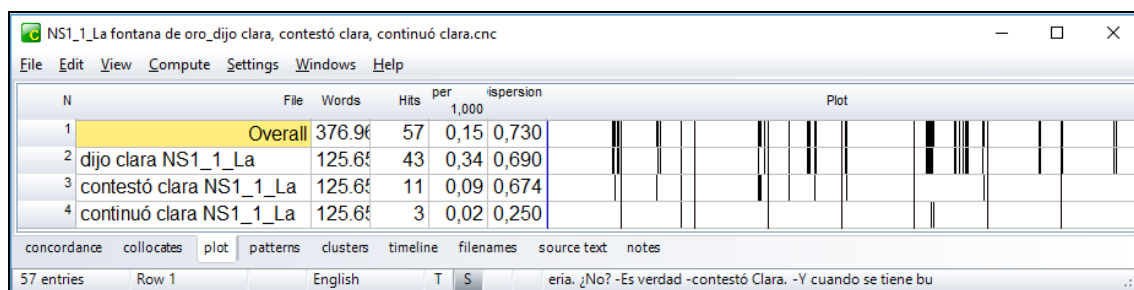 NS1_1_La fontana de oro_dijo clara, contestó clara, continuó clara.cnc
File Edit View Compute Settings Windows Help
N File Words Hits per 1,000 ispersion Plot
1 Overall 376.96 57 0,15 0,730
2 dijo clara NS1_1_La 125.65 43 0,34 0,690
3 contestó clara NS1_1_La 125.65 11 0,09 0,674
4 continuó clara NS1_1_La 125.65 3 0,02 0,250
concordance collocates plot patterns clusters timeline filenames source text notes
57 entries Row 1 English T S eria. ¿No? -Es verdad -contestó Clara. -Y cuando se tiene bu